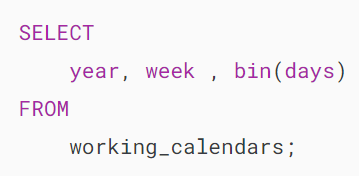 SELECT
year, week , bin(days)
FROM
working_calendars;